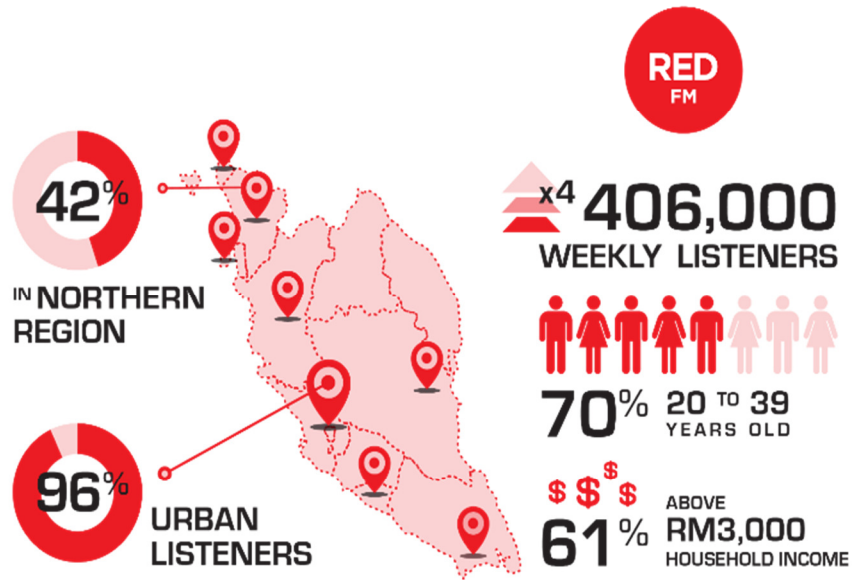 RED
FM
42%
IN NORTHERN
REGION
x4 406,000
WEEKLY LISTENERS
70% 20 TO 39
YEARS OLD
96%
URBAN
LISTENERS
$ $ $ $
61% ABOVE
RM3,000
HOUSEHOLD INCOME